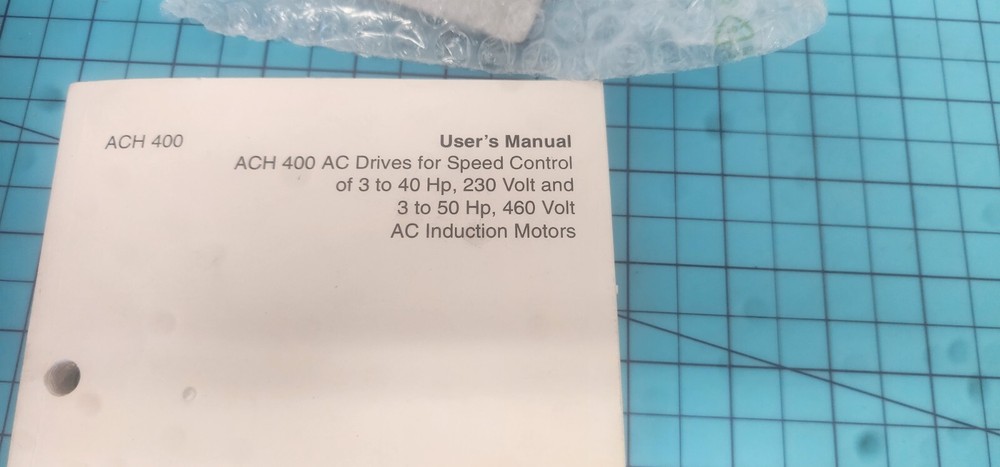 ACH 400
User's Manual
ACH 400 AC Drives for Speed Control
of 3 to 40 Hp, 230 Volt and
3 to 50 Hp, 460 Volt
AC Induction Motors